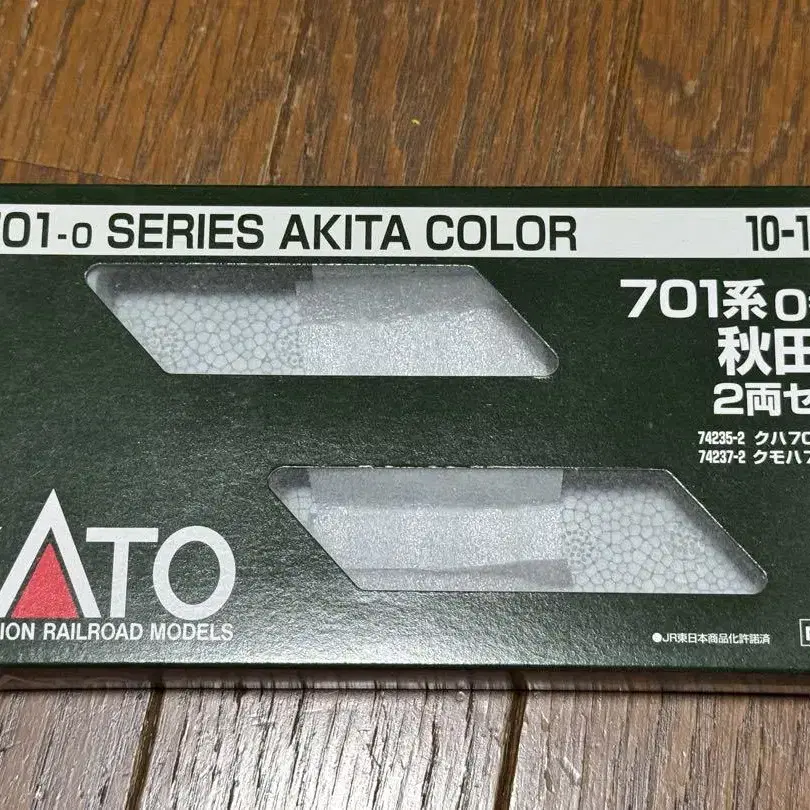 701-0 SERIES AKITA COLOR
10-1
701系0
秋田
2両セ
74235-2 クハ70
74237-2 クモハ7
KATO
ION RAILROAD MODELS
●JR東日本商品化許諾済